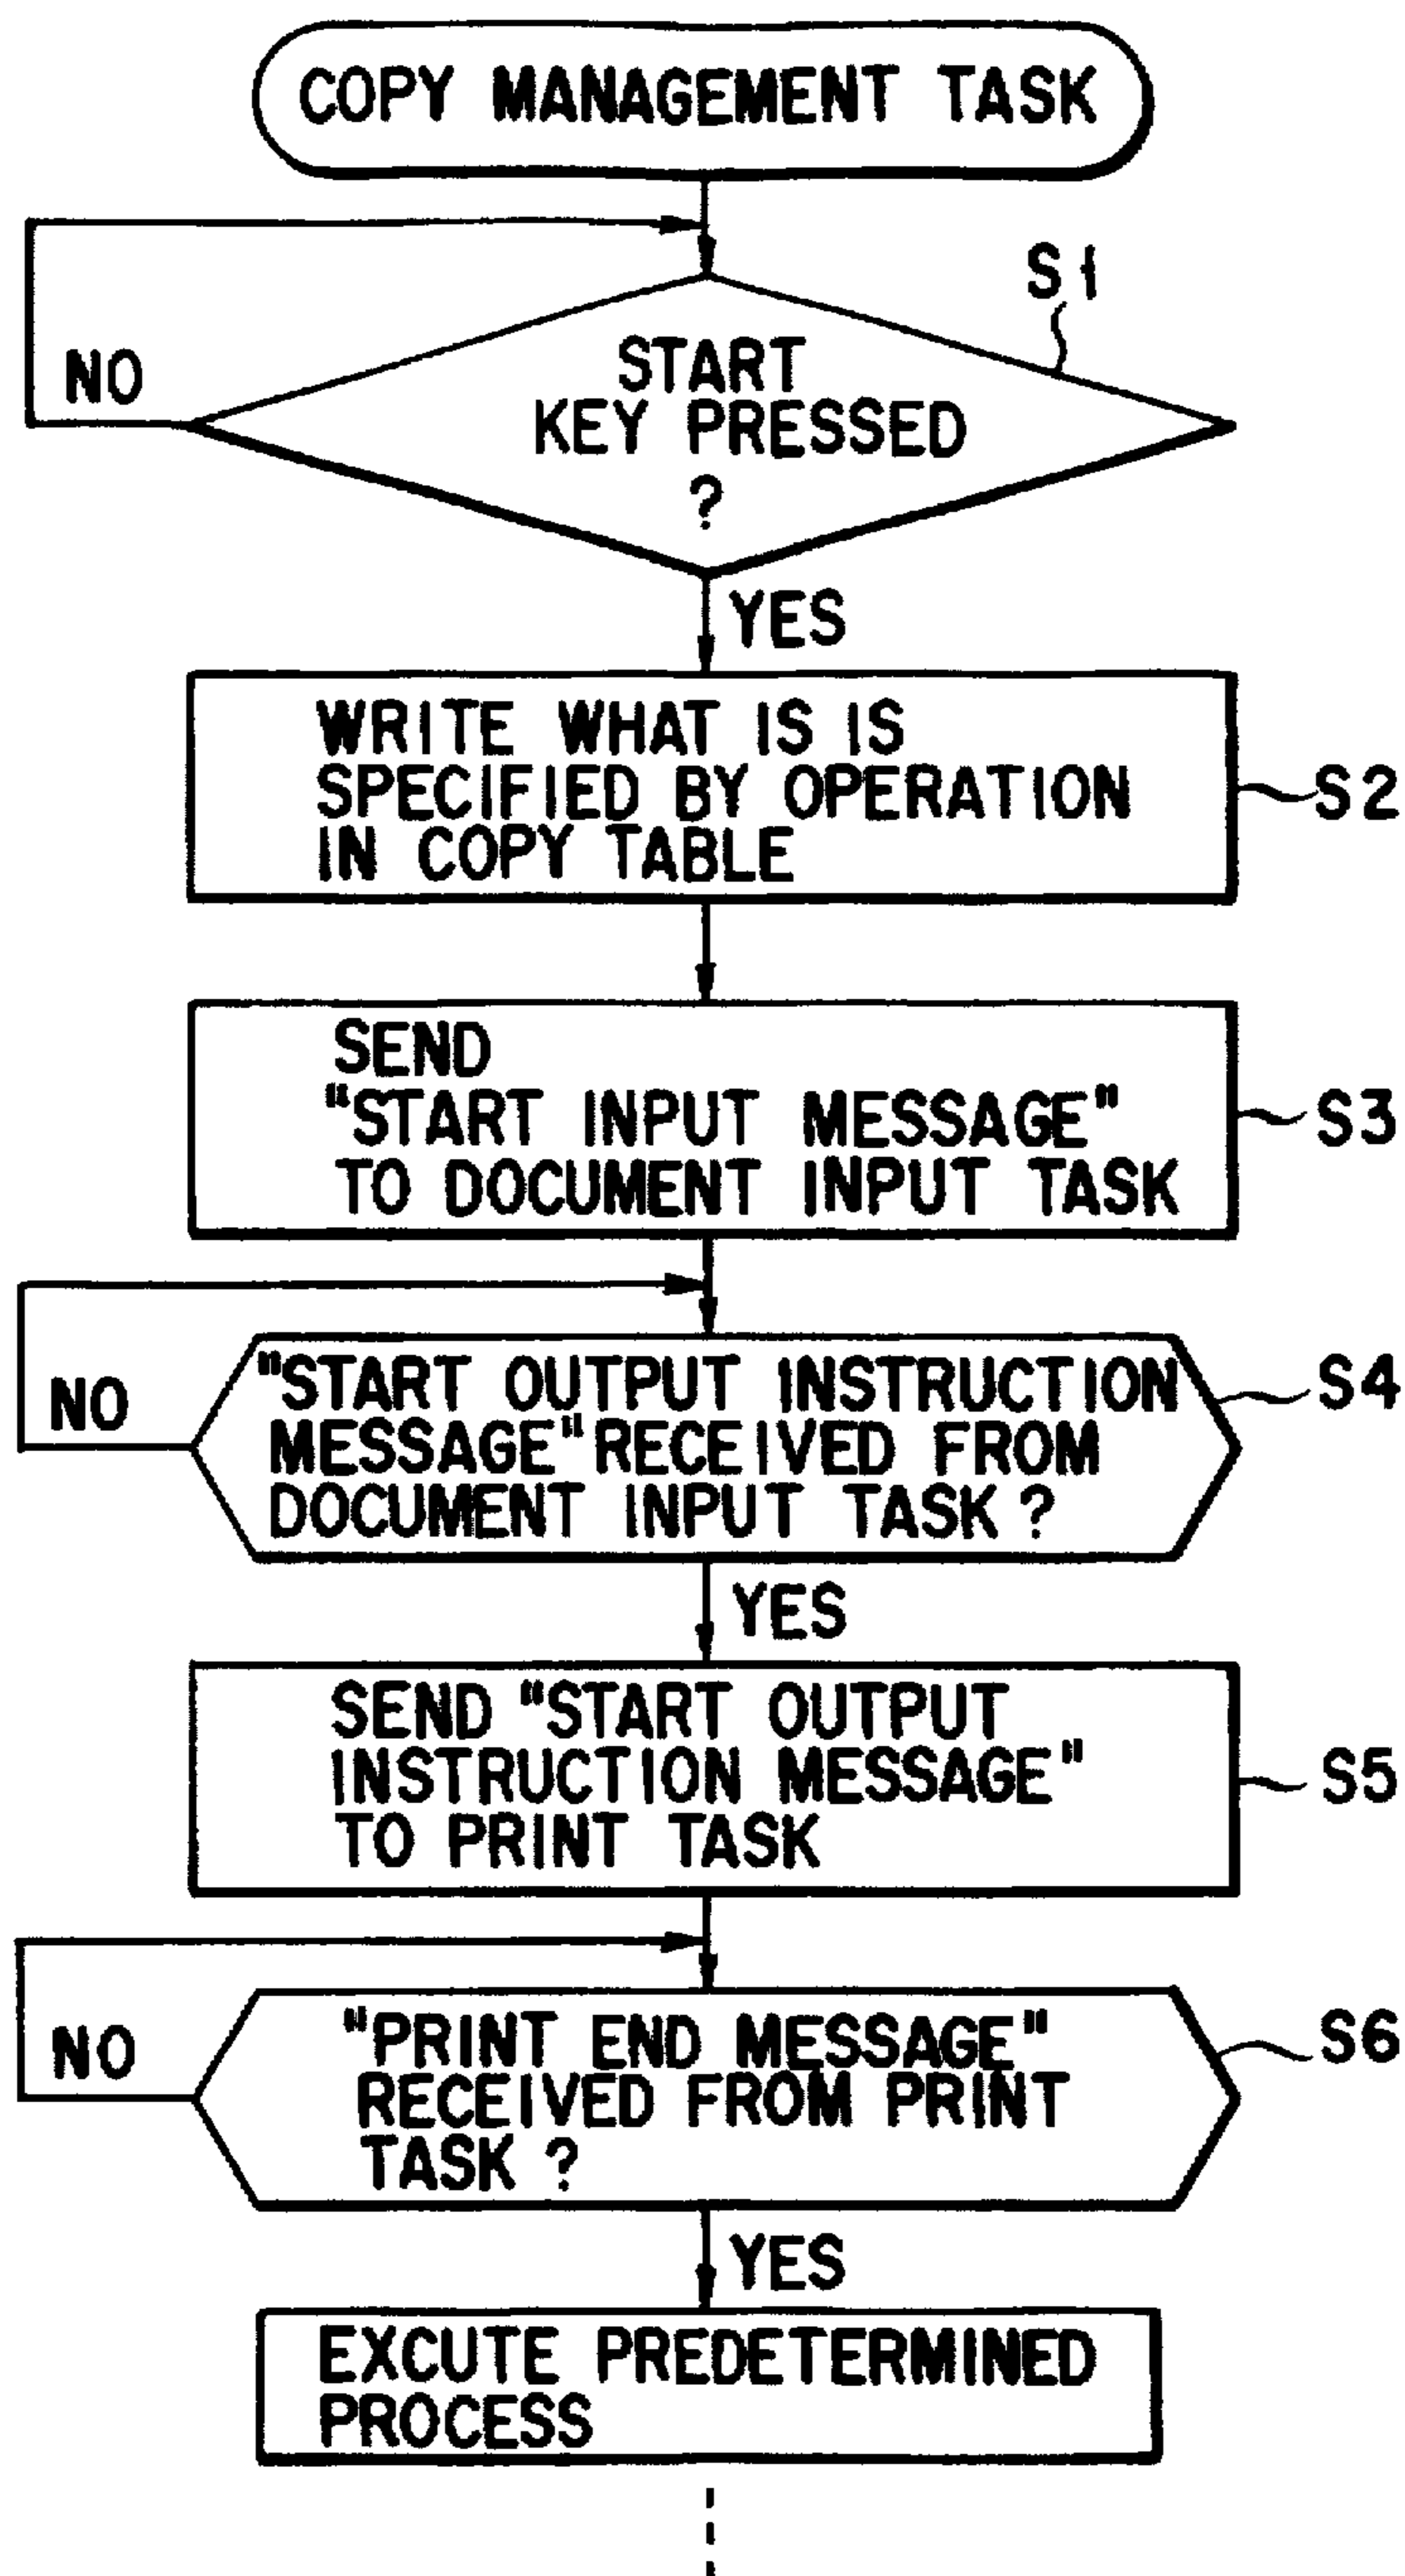 COPY MANAGEMENT TASK
S1
NO
START
KEY PRESSED
?
YES
WRITE WHAT IS IS
SPECIFIED BY OPERATION
IN COPY TABLE
S2
SEND
"START INPUT MESSAGE"
TO DOCUMENT INPUT TASK
S3
NO
"START OUTPUT INSTRUCTION
MESSAGE" RECEIVED FROM
DOCUMENT INPUT TASK ?
S4
YES
SEND "START OUTPUT
INSTRUCTION MESSAGE"
TO PRINT TASK
S5
NO
"PRINT END MESSAGE"
RECEIVED FROM PRINT
TASK ?
S6
YES
EXCUTE PREDETERMINED
PROCESS